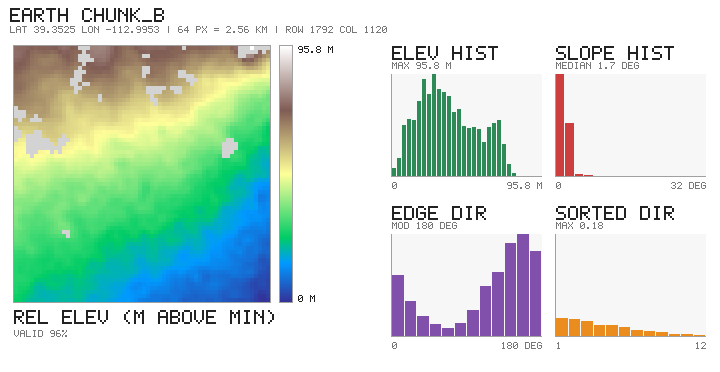 EARTH CHUNK_B
LAT 39.3525 LON -112.9953 | 64 PX = 2.56 KM | ROW 1792 COL 1120
95.8 M
0 M
REL ELEV (M ABOVE MIN)
VALID 96%
ELEV HIST
MAX 95.8 M
0 95.8 M
SLOPE HIST
MEDIAN 1.7 DEG
0 32 DEG
EDGE DIR
MOD 180 DEG
0 180 DEG
SORTED DIR
MAX 0.18
1 12